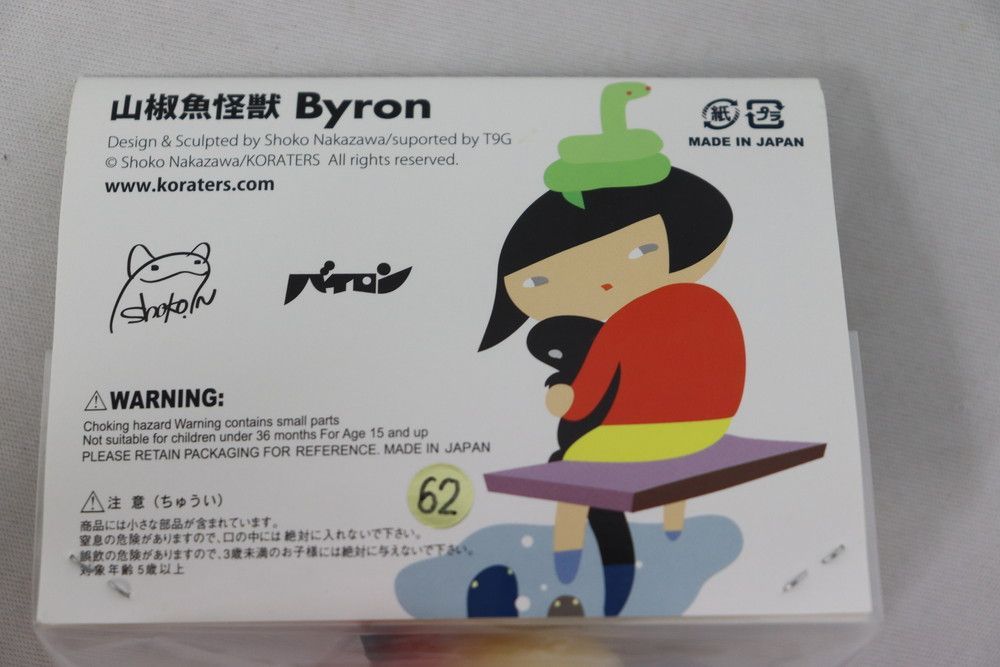 山椒魚怪獣 Byron
Design & Sculpted by Shoko Nakazawa/suported by T9G
© Shoko Nakazawa/KORATERS All rights reserved.
www.koraters.com
紙 プラ
MADE IN JAPAN
Shoko.N
バイロン
WARNING:
Choking hazard Warning contains small parts
Not suitable for children under 36 months For Age 15 and up
PLEASE RETAIN PACKAGING FOR REFERENCE. MADE IN JAPAN
62
注 意（ちゅうい）
商品には小さな部品が含まれています。
窒息の危険がありますので、口の中には 絶対に入れないで下さい。
誤飲の危険がありますので、3歳未満のお子様には絶対に与えないで下さい。
対象年齢 5歳以上